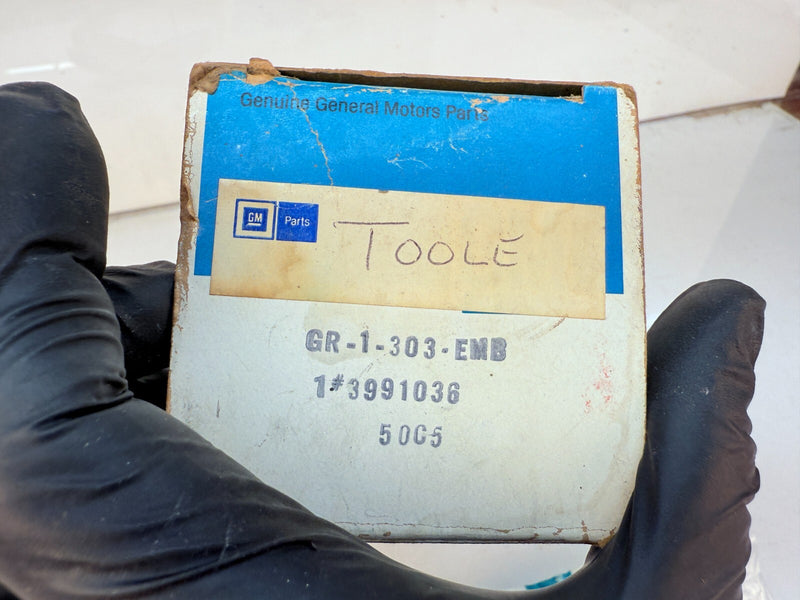 Genuine General Motors Parts
GM Parts
TOOLE
GR-1-303-EMB
1#3991036
50C5